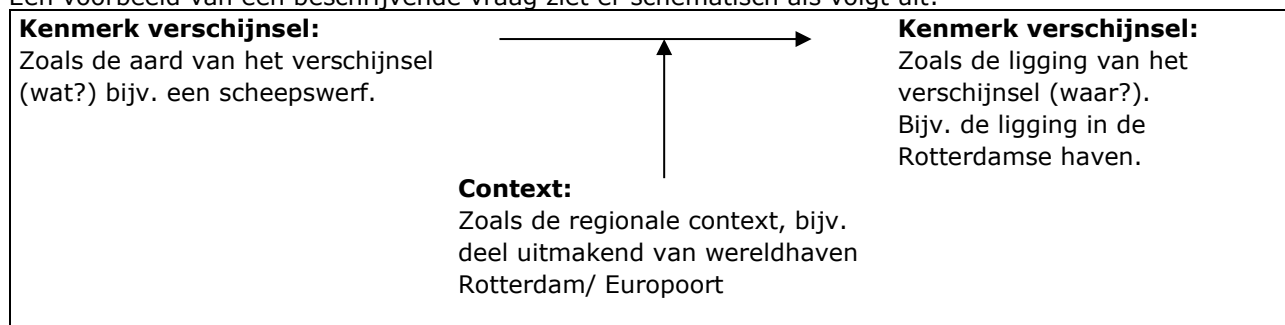 Een voorbeeld van een beschrijvende vraag ziet er schematisch als volgt uit:
Kenmerk verschijnsel:
Zoals de aard van het verschijnsel
(wat?) bijv. een scheepswerf.
Kenmerk verschijnsel:
Zoals de ligging van het
verschijnsel (waar?).
Bijv. de ligging in de
Rotterdamse haven.
Context:
Zoals de regionale context, bijv.
deel uitmakend van wereldhaven
Rotterdam/ Europoort